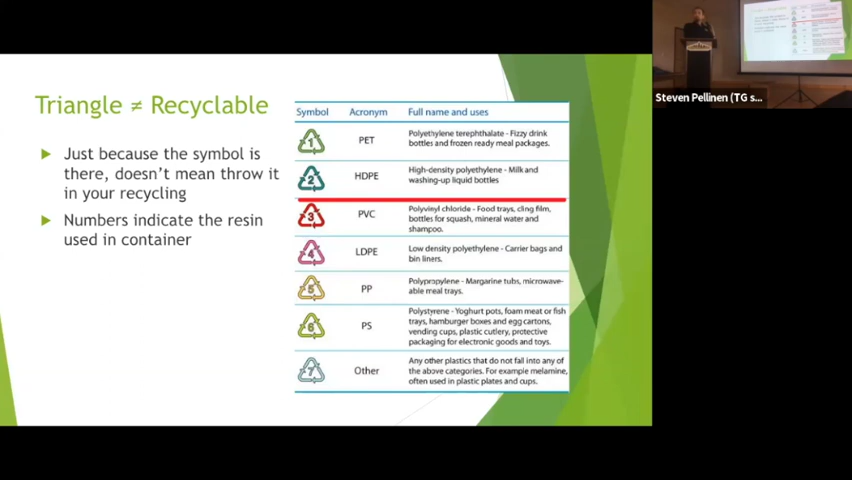 Triangle ≠ Recyclable
Just because the symbol is
there, doesn't mean throw it
in your recycling
Numbers indicate the resin
used in container
Symbol Acronym Full name and uses
1 PET Polyethylene terephthalate - Fizzy drink
bottles and frozen ready meal packages.
2 HDPE High-density polyethylene - Milk and
washing-up liquid bottles
3 PVC Polyvinyl chloride - Food trays, cling film,
bottles for squash, mineral water and
shampoo.
4 LDPE Low density polyethylene - Carrier bags and
bin liners.
5 PP Polypropylene - Margarine tubs, microwave-
able meal trays.
6 PS Polystyrene - Yoghurt pots, foam meat or fish
trays, hamburger boxes and egg cartons,
vending cups, plastic cutlery, protective
packaging for electronic goods and toys.
7 Other Any other plastics that do not fall into any of
the above categories. For example melamine,
often used in plastic plates and cups.
Steven Pellinen (TG s...